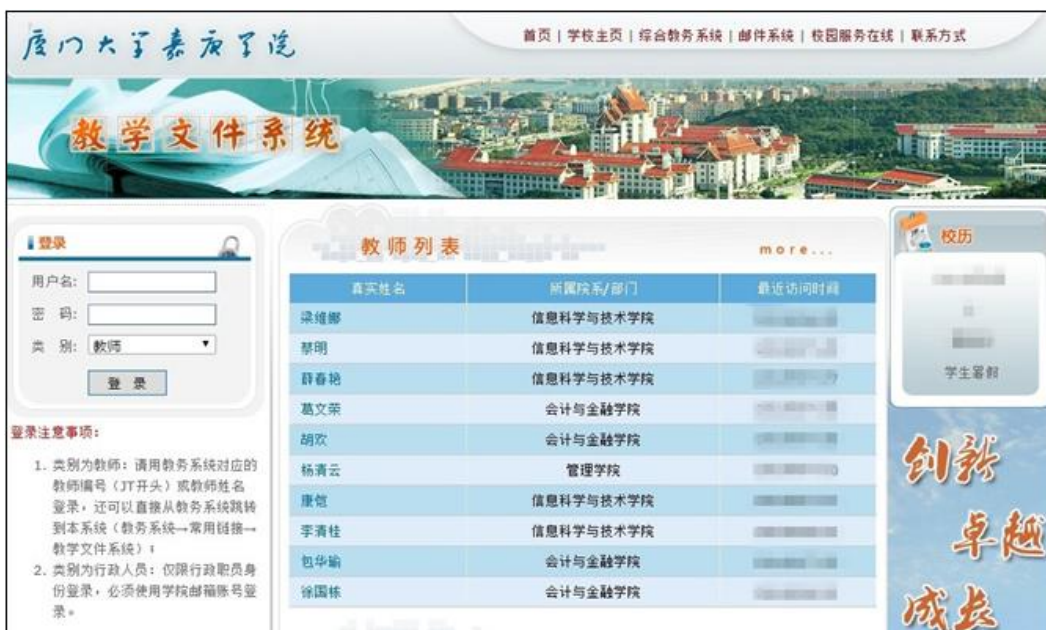 厦门大学嘉庚学院
首页 | 学校主页 | 综合教务系统 | 邮件系统 | 校园服务在线 | 联系方式
教学文件系统
登录
用户名:
密 码:
类 别: 教师
登 录
登录注意事项:
1. 类别为教师: 请用教务系统对应的
教师编号（JT开头）或教师姓名
登录，还可以直接从教务系统跳转
到本系统（教务系统→常用链接→
教学文件系统）;
2. 类别为行政人员: 仅限行政职员身
份登录，必须使用学院邮箱账号登
录。
教师列表
more...
真实姓名 所属院系/部门 最近访问时间
梁维娜 信息科学与技术学院
蔡明 信息科学与技术学院
薛春艳 信息科学与技术学院
葛文荣 会计与金融学院
胡欢 会计与金融学院
杨清云 管理学院
康恺 信息科学与技术学院
李清桂 信息科学与技术学院
包华瑜 会计与金融学院
徐国栋 会计与金融学院
校历
学生暑假
创新
卓越
成长